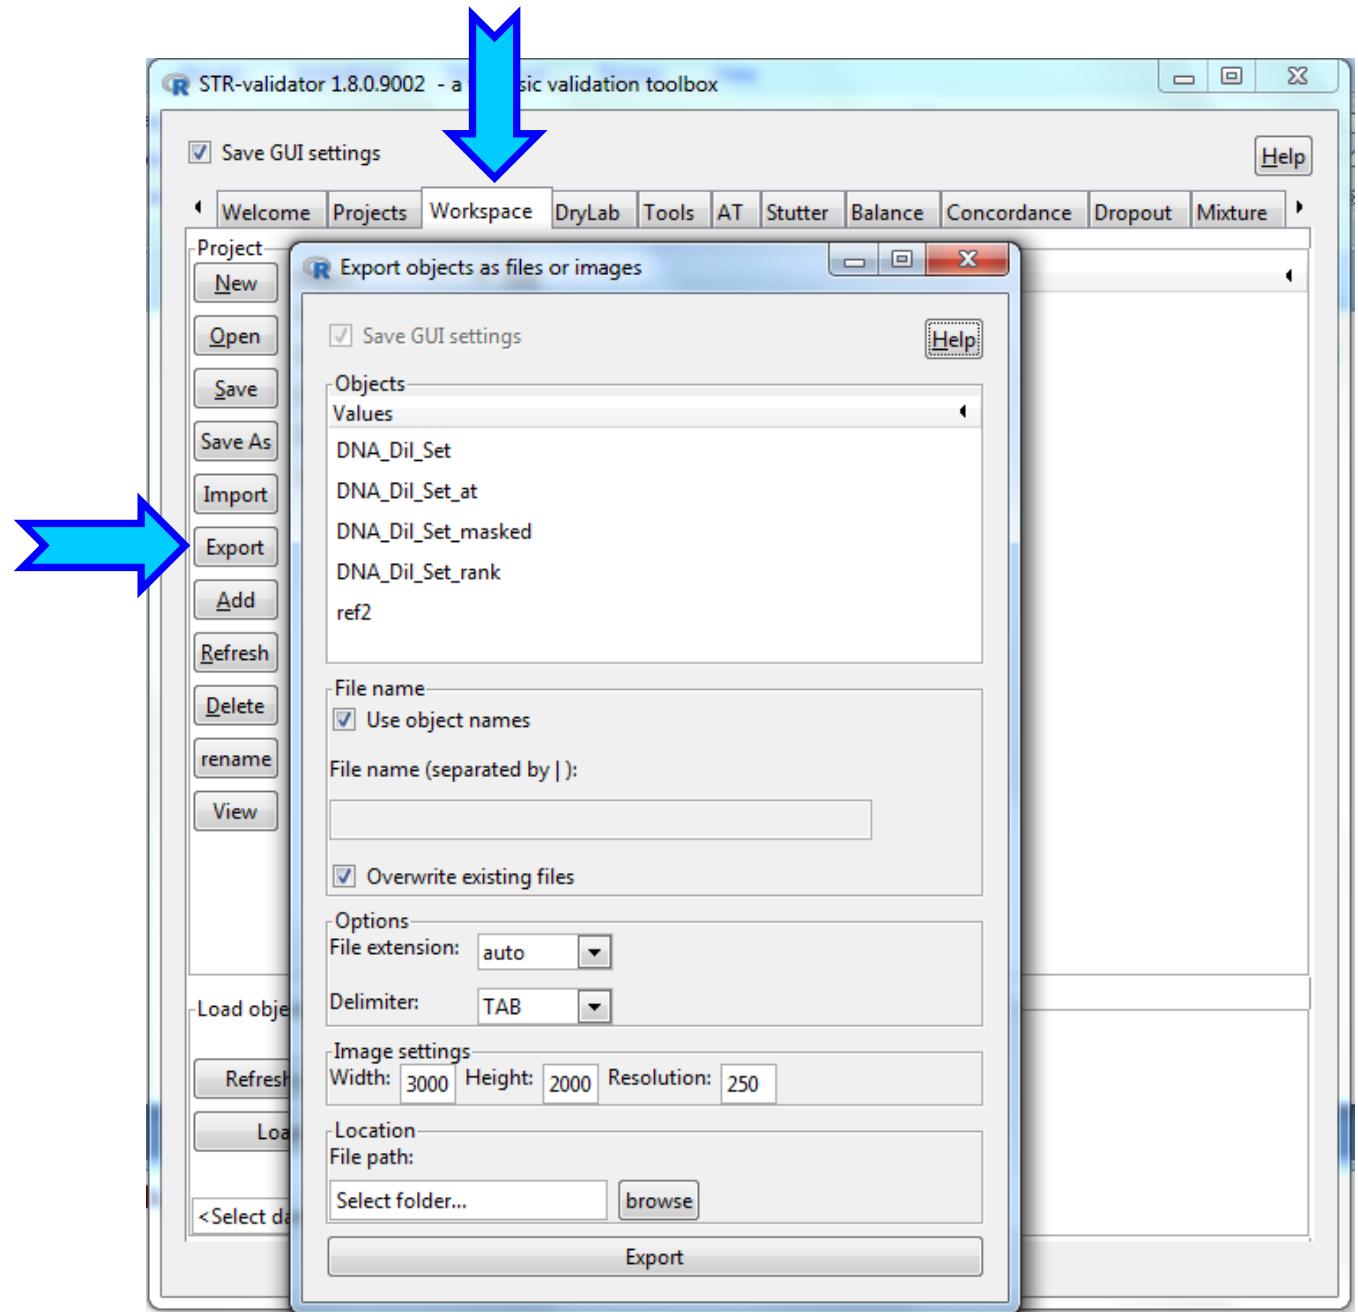 STR-validator 1.8.0.9002 - a sic validation toolbox
Save GUI settings
Help
Welcome Projects Workspace DryLab Tools AT Stutter Balance Concordance Dropout Mixture
Project
New
Open
Save
Save As
Import
Export
Add
Refresh
Delete
rename
View
Load obje
Refresh
Loa
<Select da
Export objects as files or images
Save GUI settings
Help
Objects
Values
DNA_Dil_Set
DNA_Dil_Set_at
DNA_Dil_Set_masked
DNA_Dil_Set_rank
ref2
File name
Use object names
File name (separated by | ):
Overwrite existing files
Options
File extension: auto
Delimiter: TAB
Image settings
Width: 3000 Height: 2000 Resolution: 250
Location
File path:
Select folder... browse
Export